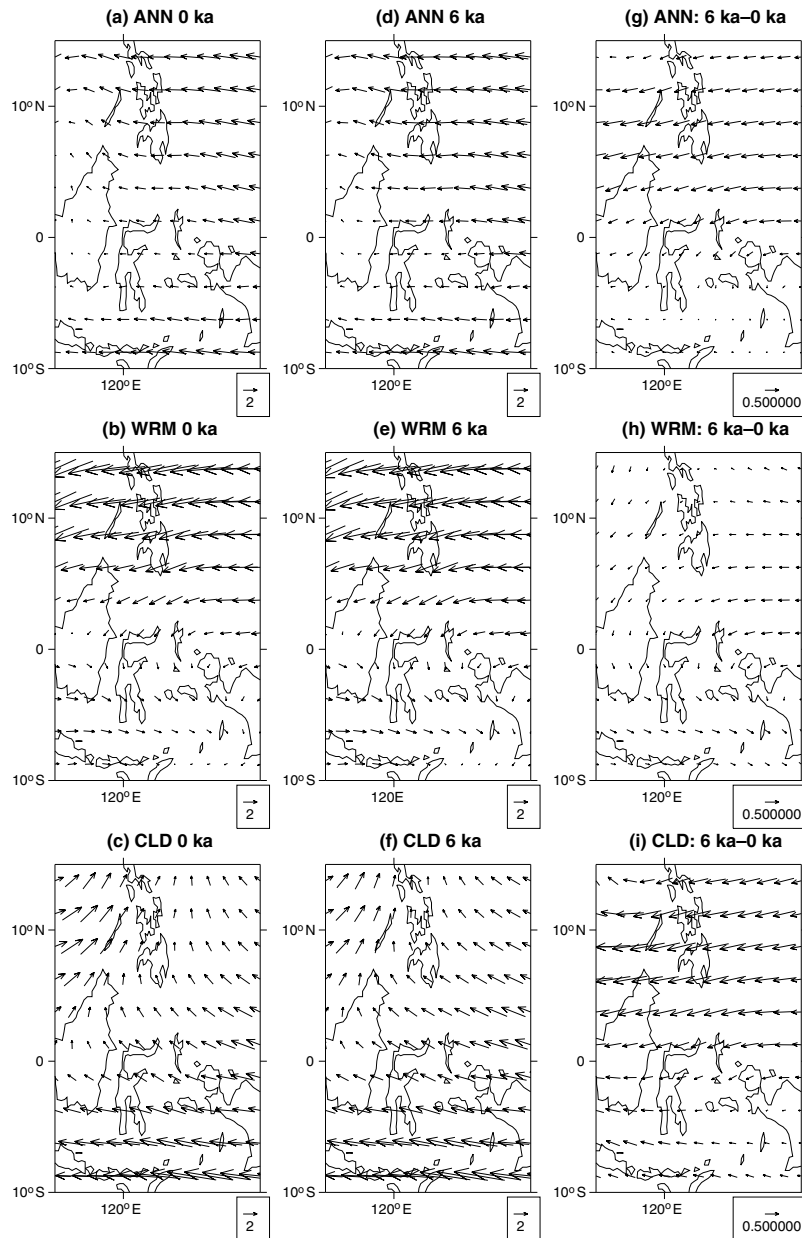 (a) ANN 0 ka
(d) ANN 6 ka
(g) ANN: 6 ka–0 ka
10°N
0
10°S
120°E
2
10°N
0
10°S
120°E
2
10°N
0
10°S
120°E
0.500000
(b) WRM 0 ka
(e) WRM 6 ka
(h) WRM: 6 ka–0 ka
10°N
0
10°S
120°E
2
10°N
0
10°S
120°E
2
10°N
0
10°S
120°E
0.500000
(c) CLD 0 ka
(f) CLD 6 ka
(i) CLD: 6 ka–0 ka
10°N
0
10°S
120°E
2
10°N
0
10°S
120°E
2
10°N
0
10°S
120°E
0.500000